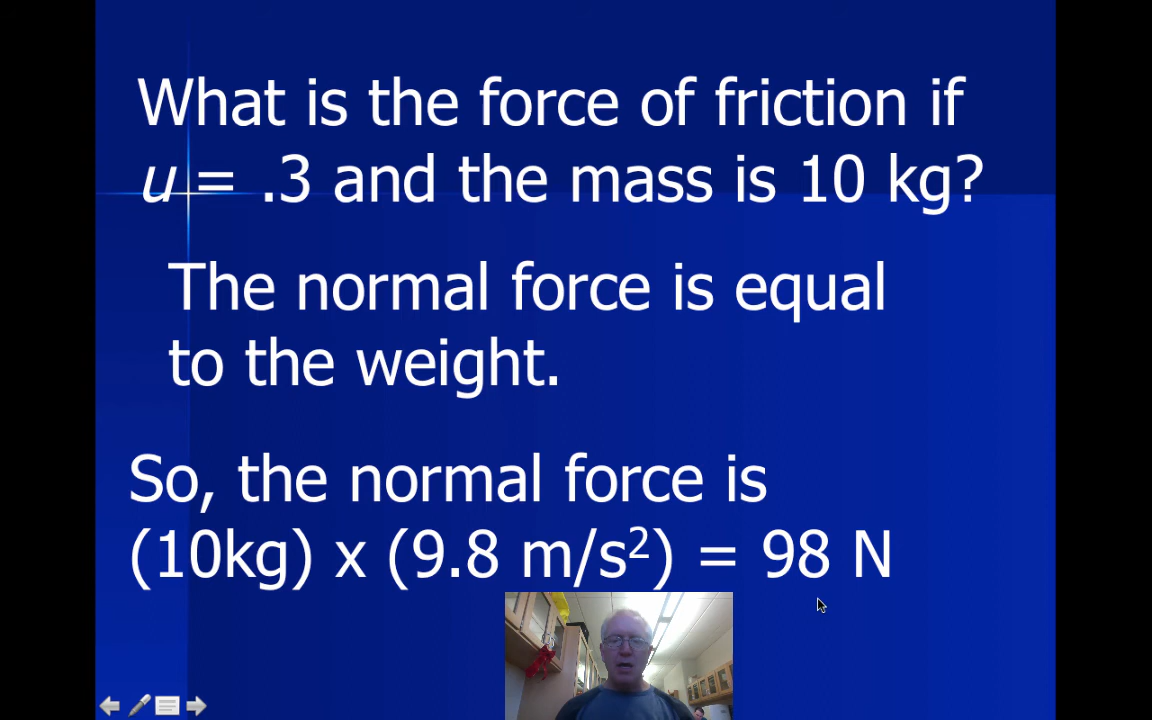 What is the force of friction if
u = .3 and the mass is 10 kg?
The normal force is equal
to the weight.
So, the normal force is
(10kg) x (9.8 m/s²) = 98 N